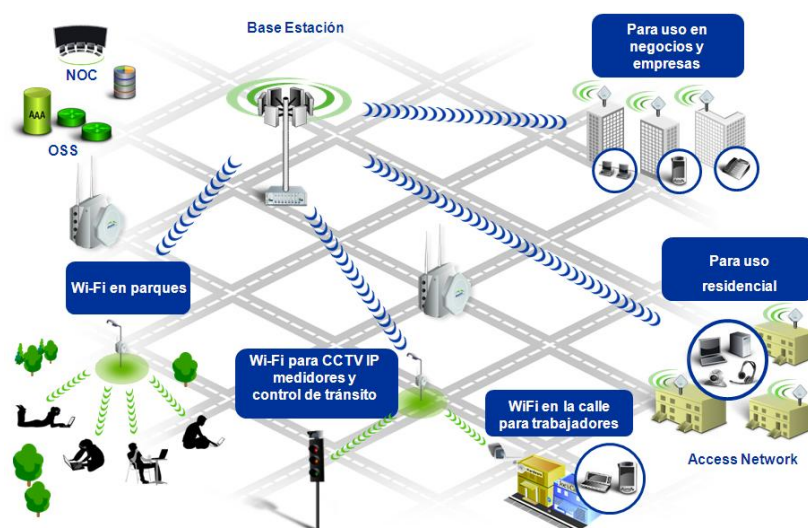 Base Estación
NOC
AAA
OSS
Para uso en
negocios y
empresas
Wi-Fi en parques
Para uso
residencial
Wi-Fi para CCTV IP
medidores y
control de tránsito
WiFi en la calle
para trabajadores
Access Network